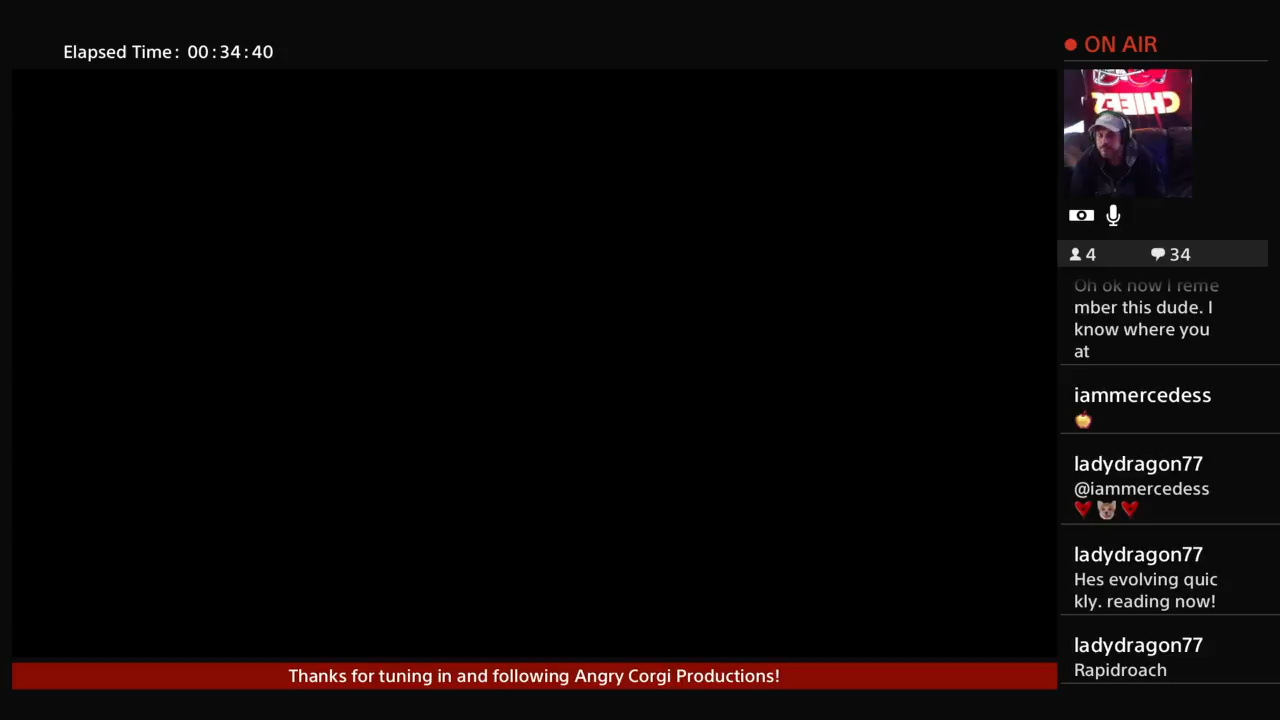 Elapsed Time: 00:34:40
ON AIR
CHIEFS
4
34
Oh ok now I reme
mber this dude. I
know where you
at
iammercedess
ladydragon77
@iammercedess
ladydragon77
Hes evolving quic
kly. reading now!
ladydragon77
Rapidroach
Thanks for tuning in and following Angry Corgi Productions!